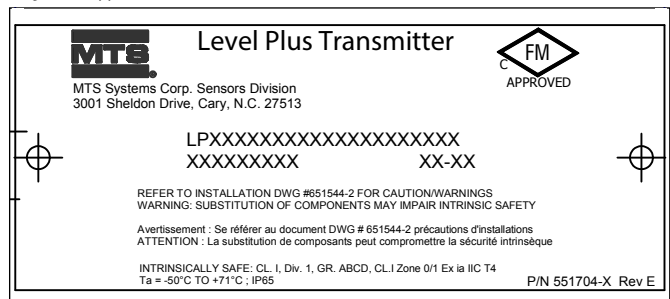 MTS
Level Plus Transmitter
FM
C
APPROVED
MTS Systems Corp. Sensors Division
3001 Sheldon Drive, Cary, N.C. 27513
LPXXXXXXXXXXXXXXXXXXXX
XXXXXXXXX XX-XX
REFER TO INSTALLATION DWG #651544-2 FOR CAUTION/WARNINGS
WARNING: SUBSTITUTION OF COMPONENTS MAY IMPAIR INTRINSIC SAFETY
Avertissement : Se référer au document DWG # 651544-2 précautions d'installations
ATTENTION : La substitution de composants peut compromettre la sécurité intrinsèque
INTRINSICALLY SAFE: CL. I, Div. 1, GR. ABCD, CL.I Zone 0/1 Ex ia IIC T4
Ta = -50°C TO +71°C ; IP65
P/N 551704-X Rev E